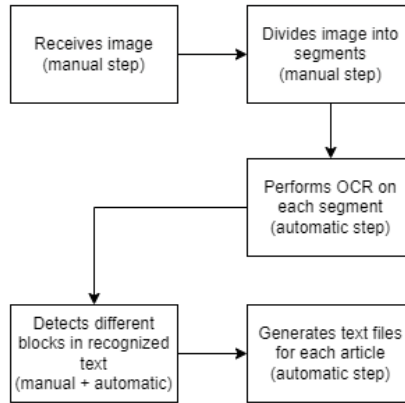 Receives image
(manual step)
Divides image into
segments
(manual step)
Performs OCR on
each segment
(automatic step)
Detects different
blocks in recognized
text
(manual + automatic)
Generates text files
for each article
(automatic step)